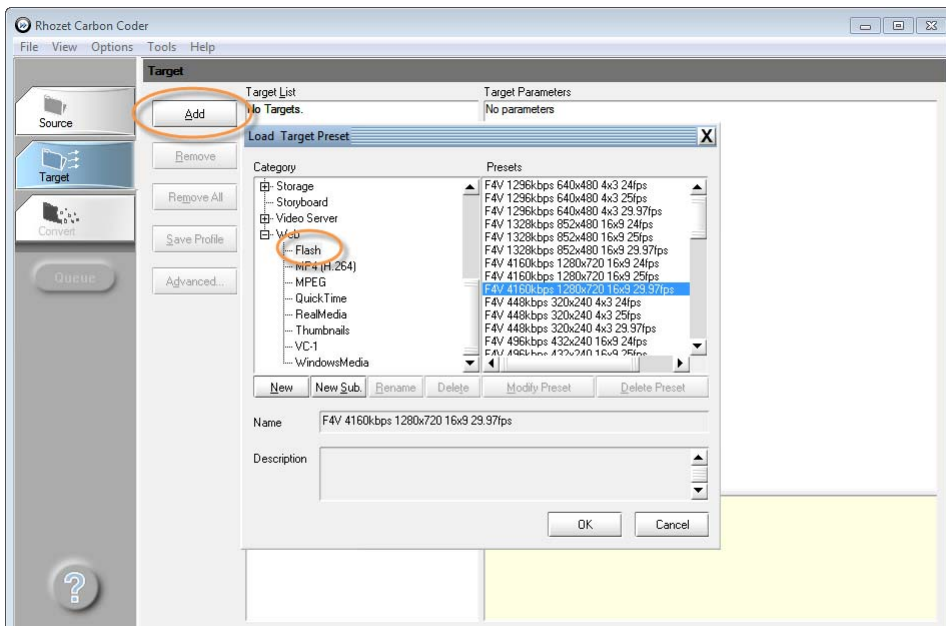 Rhozet Carbon Coder
File View Options Tools Help
Target
Source
Target
Convert
Queue
Add
Remove
Remove All
Save Profile
Advanced...
Target List
No Targets.
Target Parameters
No parameters
Load Target Preset
X
Category
Storage
Storyboard
Video Server
Web
Flash
MP4 (H.264)
MPEG
QuickTime
RealMedia
Thumbnails
VC-1
WindowsMedia
Presets
F4V 1296kbps 640x480 4x3 24fps
F4V 1296kbps 640x480 4x3 25fps
F4V 1296kbps 640x480 4x3 29.97fps
F4V 1328kbps 852x480 16x9 24fps
F4V 1328kbps 852x480 16x9 25fps
F4V 1328kbps 852x480 16x9 29.97fps
F4V 4160kbps 1280x720 16x9 24fps
F4V 4160kbps 1280x720 16x9 25fps
F4V 4160kbps 1280x720 16x9 29.97fps
F4V 448kbps 320x240 4x3 24fps
F4V 448kbps 320x240 4x3 25fps
F4V 448kbps 320x240 4x3 29.97fps
F4V 496kbps 432x240 16x9 24fps
F4V 496kbps 432x240 16x9 25fps
New New Sub. Rename Delete Modify Preset Delete Preset
Name F4V 4160kbps 1280x720 16x9 29.97fps
Description
OK Cancel
?